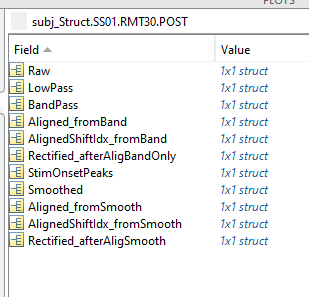 PLOTS
subj_Struct.SS01.RMT30.POST
Field Value
Raw 1x1 struct
LowPass 1x1 struct
BandPass 1x1 struct
Aligned_fromBand 1x1 struct
AlignedShiftIdx_fromBand 1x1 struct
Rectified_afterAligBandOnly 1x1 struct
StimOnsetPeaks 1x1 struct
Smoothed 1x1 struct
Aligned_fromSmooth 1x1 struct
AlignedShiftIdx_fromSmooth 1x1 struct
Rectified_afterAligSmooth 1x1 struct